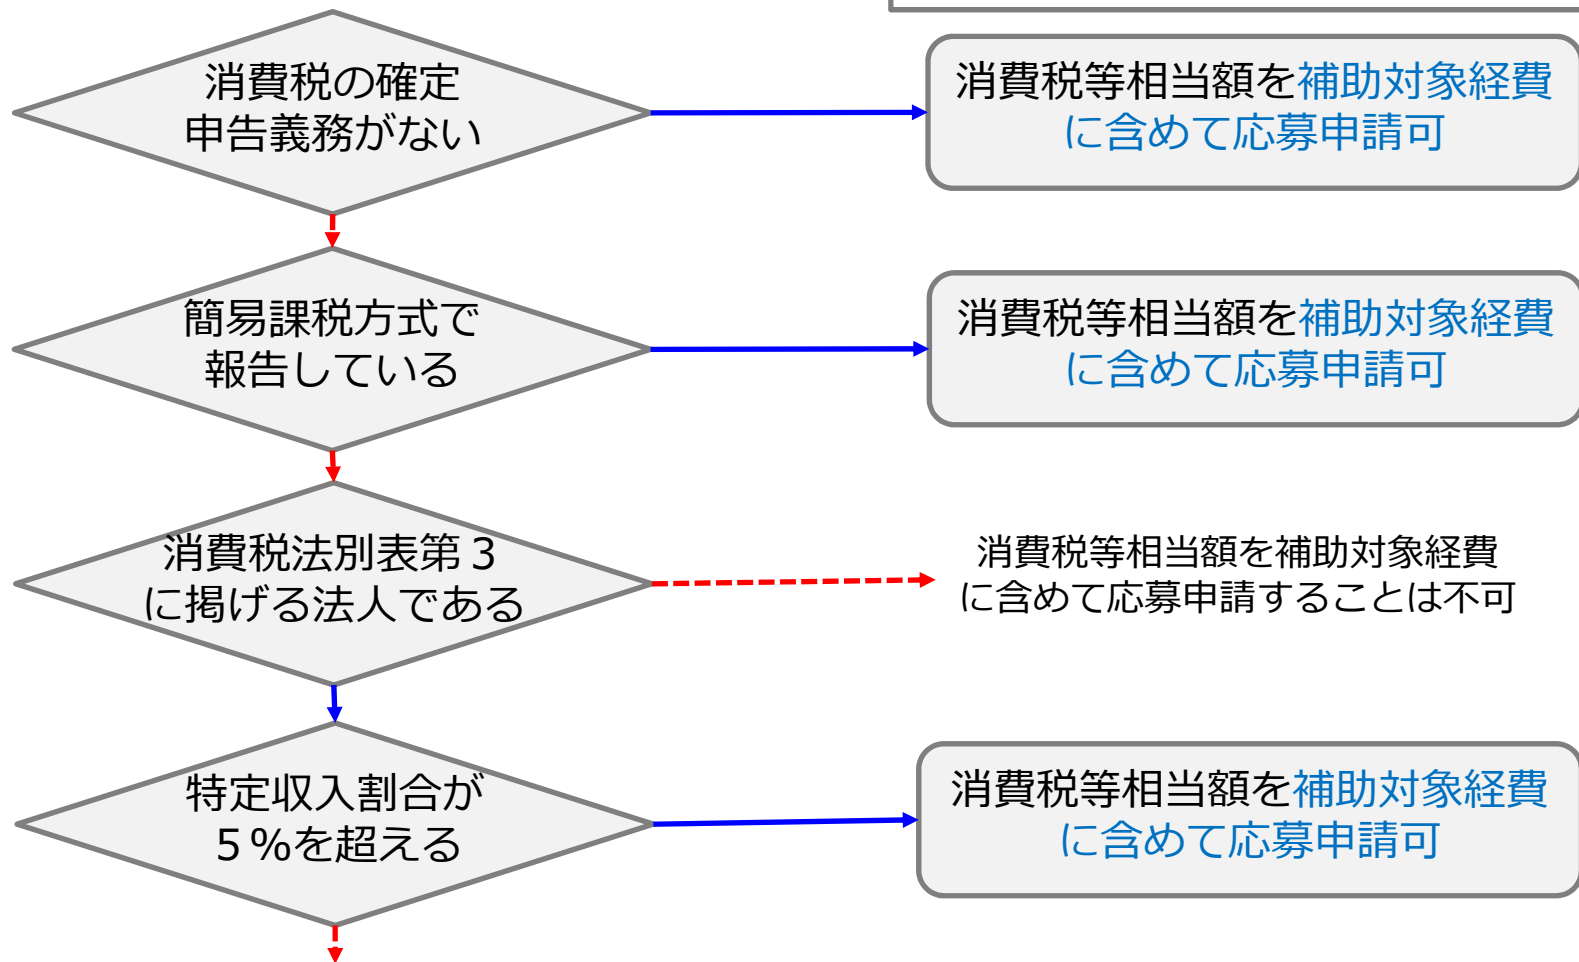 消費税の確定
申告義務がない
消費税等相当額を補助対象経費
に含めて応募申請可
簡易課税方式で
報告している
消費税等相当額を補助対象経費
に含めて応募申請可
消費税法別表第３
に掲げる法人である
消費税等相当額を補助対象経費
に含めて応募申請することは不可
特定収入割合が
５％を超える
消費税等相当額を補助対象経費
に含めて応募申請可